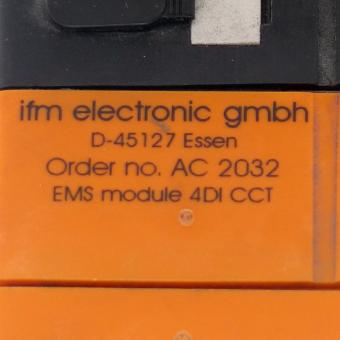 ifm electronic gmbh
D-45127 Essen
Order no. AC 2032
EMS module 4DI CCT